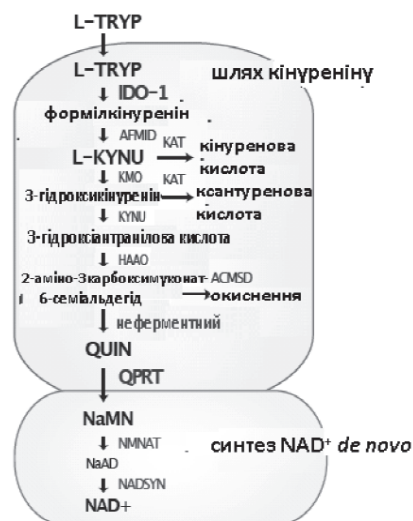 L-TRYP
L-TRYP
шлях кінуреніну
IDO-1
формілкінуренін
AFMID
KAT
L-KYNU
кінуренова
кислота
KMO
KAT
3-гідроксикінуренін
ксантуренова
кислота
KYNU
3-гідроксіантранілова кислота
HAAO
2-аміно-3карбоксимуконат-
ACMSD
6-семіальдегід
окиснення
неферментний
QUIN
QPRT
NaMN
NMNAT
синтез NAD+ de novo
NaAD
NADSYN
NAD+